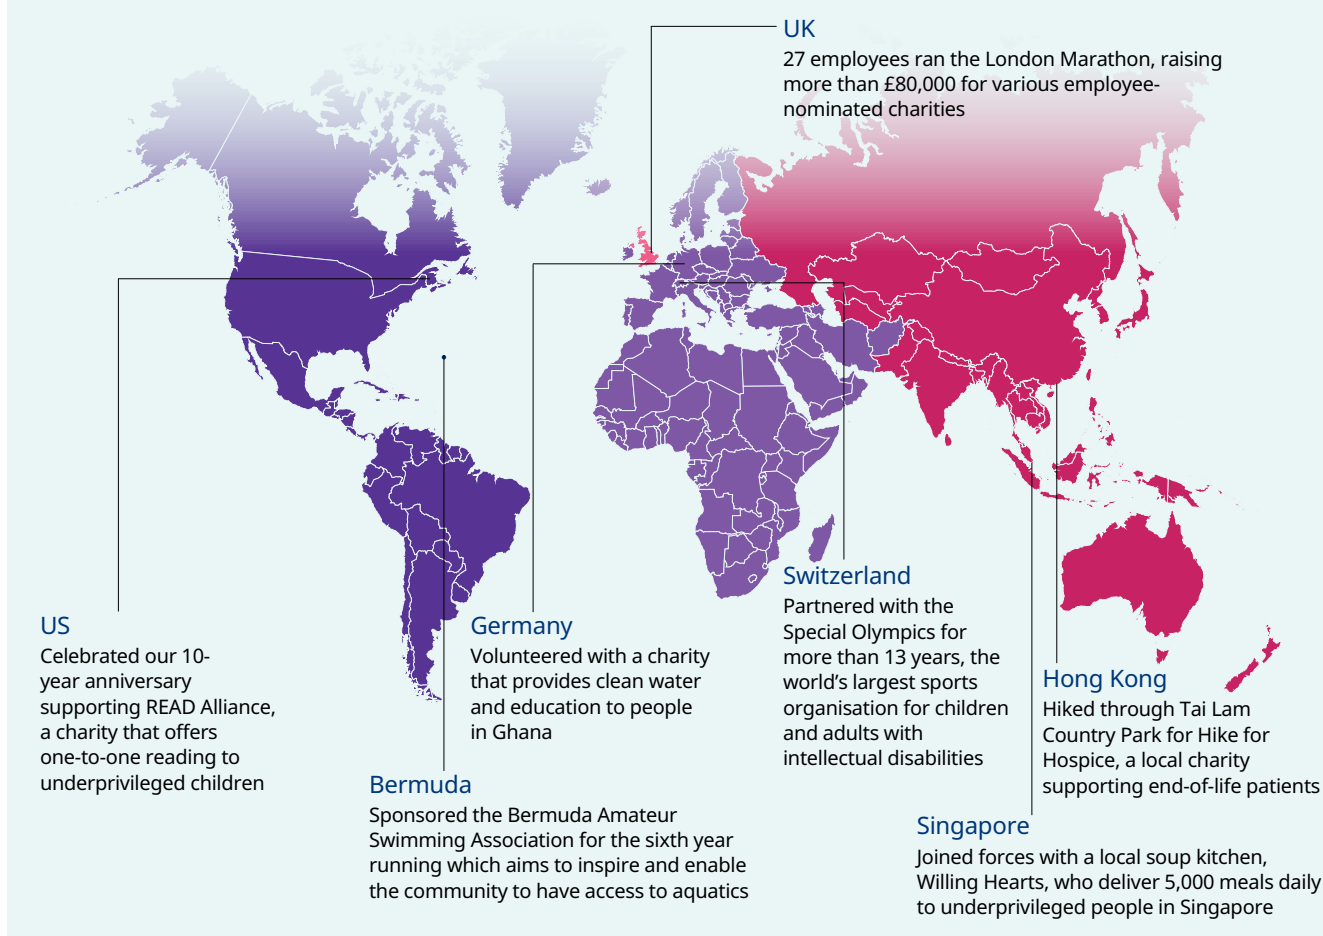 UK
27 employees ran the London Marathon, raising
more than £80,000 for various employee-
nominated charities
US
Celebrated our 10-
year anniversary
supporting READ Alliance,
a charity that offers
one-to-one reading to
underprivileged children
Bermuda
Sponsored the Bermuda Amateur
Swimming Association for the sixth year
running which aims to inspire and enable
the community to have access to aquatics
Germany
Volunteered with a charity
that provides clean water
and education to people
in Ghana
Switzerland
Partnered with the
Special Olympics for
more than 13 years, the
world’s largest sports
organisation for children
and adults with
intellectual disabilities
Hong Kong
Hiked through Tai Lam
Country Park for Hike for
Hospice, a local charity
supporting end-of-life patients
Singapore
Joined forces with a local soup kitchen,
Willing Hearts, who deliver 5,000 meals daily
to underprivileged people in Singapore